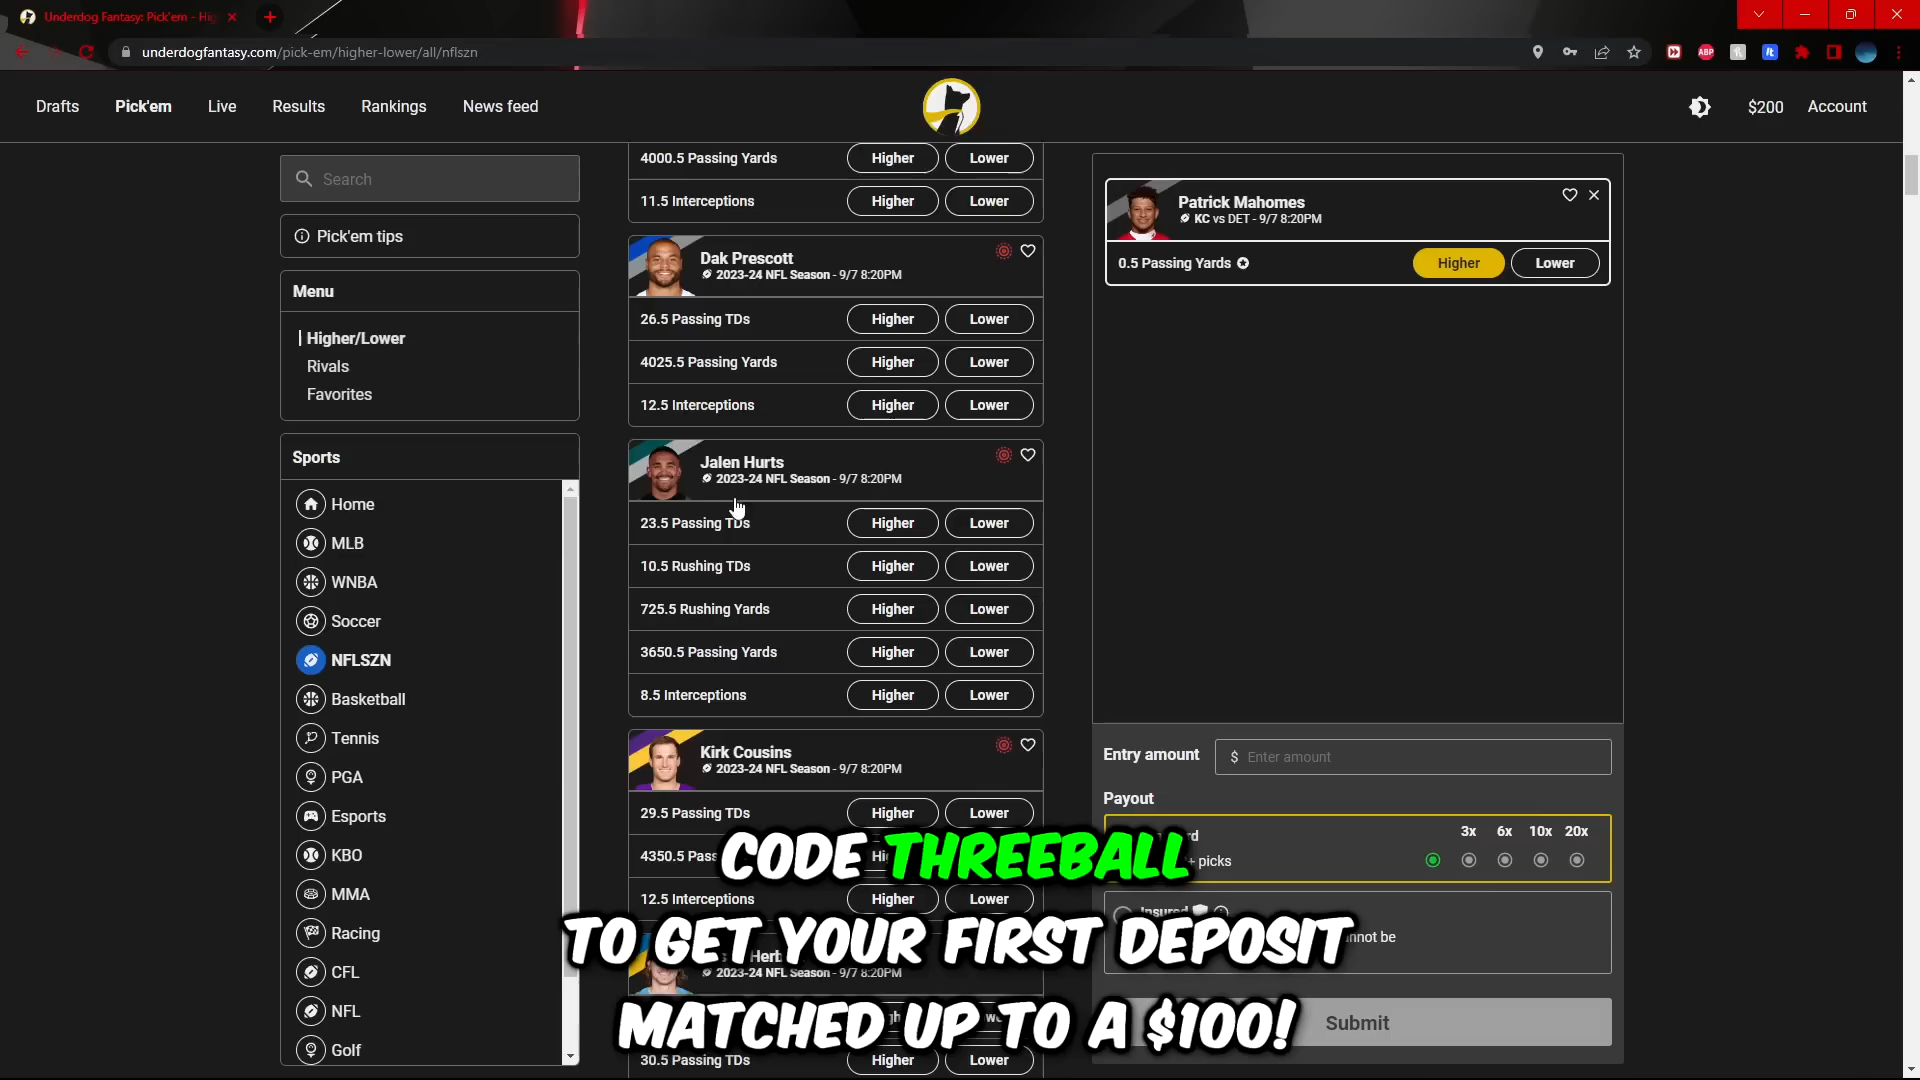 Underdog Fantasy: Pick'em - Hi
underdogfantasy.com/pick-em/higher-lower/all/nflszn
ABP
Drafts
Pick'em
Live
Results
Rankings
News feed
$200
Account
Search
Pick'em tips
Menu
Higher/Lower
Rivals
Favorites
Sports
Home
MLB
WNBA
Soccer
NFLSZN
Basketball
Tennis
PGA
Esports
KBO
MMA
Racing
CFL
NFL
Golf
4000.5 Passing Yards Higher Lower
11.5 Interceptions Higher Lower
Dak Prescott
2023-24 NFL Season - 9/7 8:20PM
26.5 Passing TDs Higher Lower
4025.5 Passing Yards Higher Lower
12.5 Interceptions Higher Lower
Jalen Hurts
2023-24 NFL Season - 9/7 8:20PM
23.5 Passing TDs Higher Lower
10.5 Rushing TDs Higher Lower
725.5 Rushing Yards Higher Lower
3650.5 Passing Yards Higher Lower
8.5 Interceptions Higher Lower
Kirk Cousins
2023-24 NFL Season - 9/7 8:20PM
29.5 Passing TDs Higher Lower
4350.5 Pas
12.5 Interceptions Higher Lower
Herb
2023-24 NFL Season - 9/7 8:20PM
30.5 Passing TDs Higher Lower
Patrick Mahomes
KC vs DET - 9/7 8:20PM
0.5 Passing Yards Higher Lower
Entry amount $ Enter amount
Payout
3x 6x 10x 20x
picks
Insured
nnot be
Submit
CODE THREEBALL
TO GET YOUR FIRST DEPOSIT
MATCHED UP TO A $100!